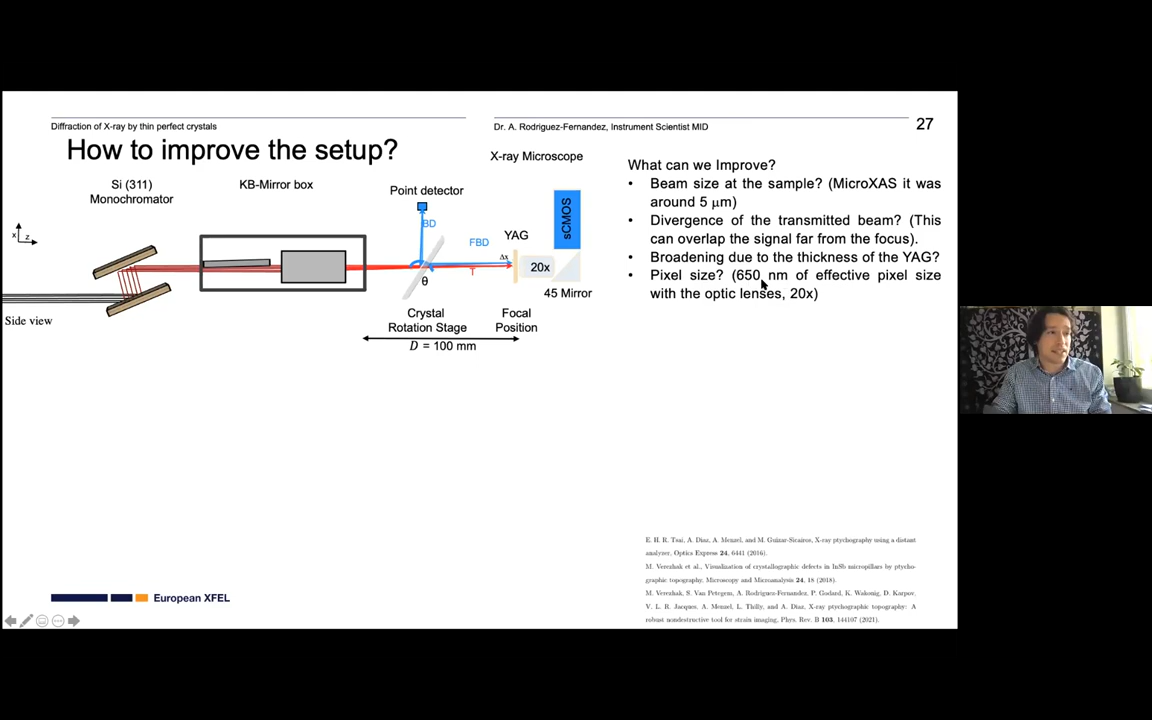 Diffraction of X-ray by thin perfect crystals
Dr. A. Rodriguez-Fernandez, Instrument Scientist MID
27
How to improve the setup?
X-ray Microscope
Si (311)
Monochromator
KB-Mirror box
Point detector
sCMOS
BD
YAG
FBD
Δx
x
z
T
20x
θ
45 Mirror
Side view
Crystal
Rotation Stage
Focal
Position
D = 100 mm
What can we Improve?
• Beam size at the sample? (MicroXAS it was
around 5 μm)
• Divergence of the transmitted beam? (This
can overlap the signal far from the focus).
• Broadening due to the thickness of the YAG?
• Pixel size? (650 nm of effective pixel size
with the optic lenses, 20x)
E. H. R. Tsai, A. Diaz, A. Menzel, and M. Guizar-Sicairos, X-ray ptychography using a distant
analyzer, Optics Express 24, 6441 (2016).
M. Verezhak et al., Visualization of crystallographic defects in InSb micropillars by ptycho-
graphic topography, Microscopy and Microanalysis 24, 18 (2018).
M. Verezhak, S. Van Petegem, A. Rodriguez-Fernandez, P. Godard, K. Wakonig, D. Karpov,
V. L. R. Jacques, A. Menzel, L. Thilly, and A. Diaz, X-ray ptychographic topography: A
robust nondestructive tool for strain imaging, Phys. Rev. B 103, 144107 (2021).
European XFEL